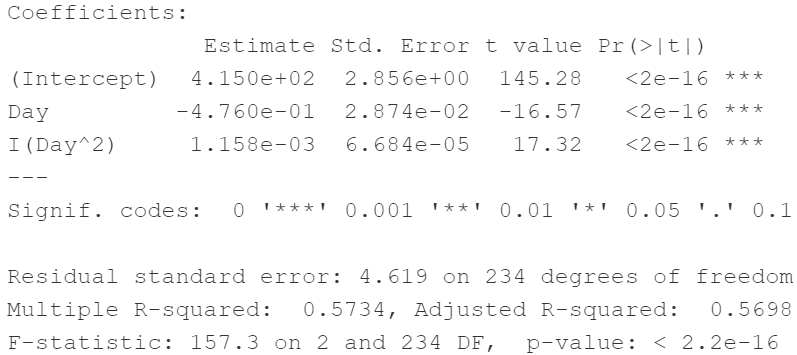 Coefficients:
              Estimate Std. Error t value Pr(>|t|)
(Intercept)  4.150e+02  2.856e+00  145.28   <2e-16 ***
Day         -4.760e-01  2.874e-02  -16.57   <2e-16 ***
I(Day^2)     1.158e-03  6.684e-05   17.32   <2e-16 ***
---
Signif. codes:  0 '***' 0.001 '**' 0.01 '*' 0.05 '.' 0.1
Residual standard error: 4.619 on 234 degrees of freedom
Multiple R-squared:  0.5734, Adjusted R-squared:  0.5698
F-statistic: 157.3 on 2 and 234 DF,  p-value: < 2.2e-16